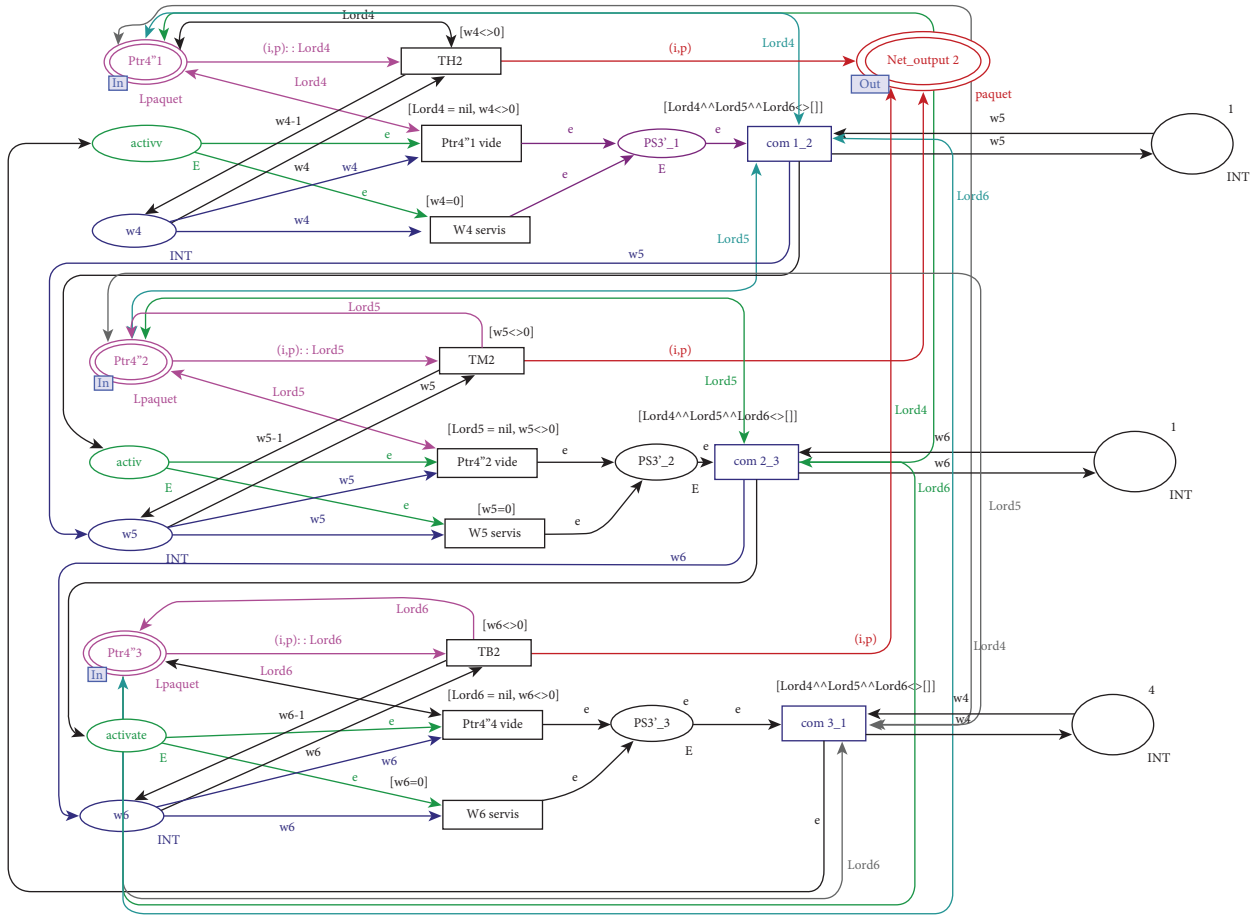 Lord4
[w4<>0]
Ptr4"1
(i,p): : Lord4
TH2
(i,p)
Lord4
Net_output 2
In
Lpaquet
Lord4
Out
paquet
[Lord4 = nil, w4<>0]
[Lord4^^Lord5^^Lord6<>[]]
1
w4-1
activv
e
Ptr4"1 vide
e
PS3'_1
e
com 1_2
w5
w5
E
w4
w4
e
E
INT
e
[w4=0]
Lord6
w4
w4
W4 servis
Lord5
INT
w5
Lord5
[w5<>0]
Ptr4"2
(i,p): : Lord5
TM2
(i,p)
In
Lpaquet
Lord5
w5
Lord5
Lord4
[Lord5 = nil, w5<>0]
[Lord4^^Lord5^^Lord6<>[]]
1
w5-1
activ
e
Ptr4"2 vide
e
PS3'_2
e
com 2_3
w6
w6
E
w5
E
Lord6
INT
e
[w5=0]
Lord5
w5
w5
W5 servis
e
INT
w6
Lord6
[w6<>0]
Ptr4"3
(i,p): : Lord6
TB2
(i,p)
Lord4
In
Lpaquet
Lord6
[Lord6 = nil, w6<>0]
[Lord4^^Lord5^^Lord6<>[]]
4
w6-1
activate
e
Ptr4"4 vide
e
PS3'_3
e
com 3_1
w4
w4
E
w6
w6
E
INT
e
[w6=0]
e
w6
w6
W6 servis
e
INT
Lord6